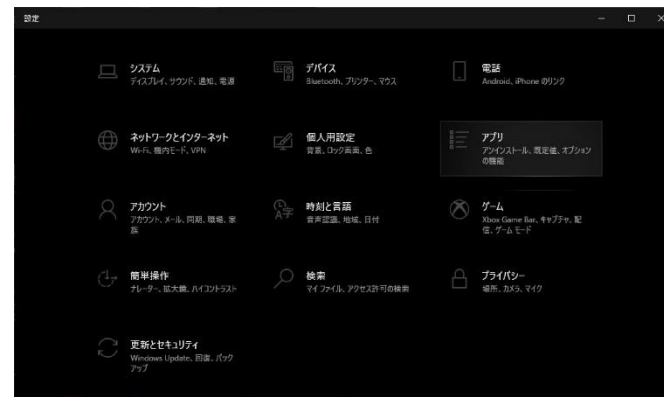 設定
システム
ディスプレイ、サウンド、通知、電源
デバイス
Bluetooth、プリンター、マウス
電話
Android、iPhone のリンク
ネットワークとインターネット
Wi-Fi、機内モード、VPN
個人用設定
背景、ロック画面、色
アプリ
アンインストール、既定値、オプション
の機能
アカウント
アカウント、メール、同期、職場、家
族
時刻と言語
音声認識、地域、日付
ゲーム
Xbox Game Bar、キャプチャ、配
信、ゲーム モード
簡単操作
ナレーター、拡大鏡、ハイコントラスト
検索
マイ ファイル、アクセス許可の検索
プライバシー
場所、カメラ、マイク
更新とセキュリティ
Windows Update、回復、バック
アップ